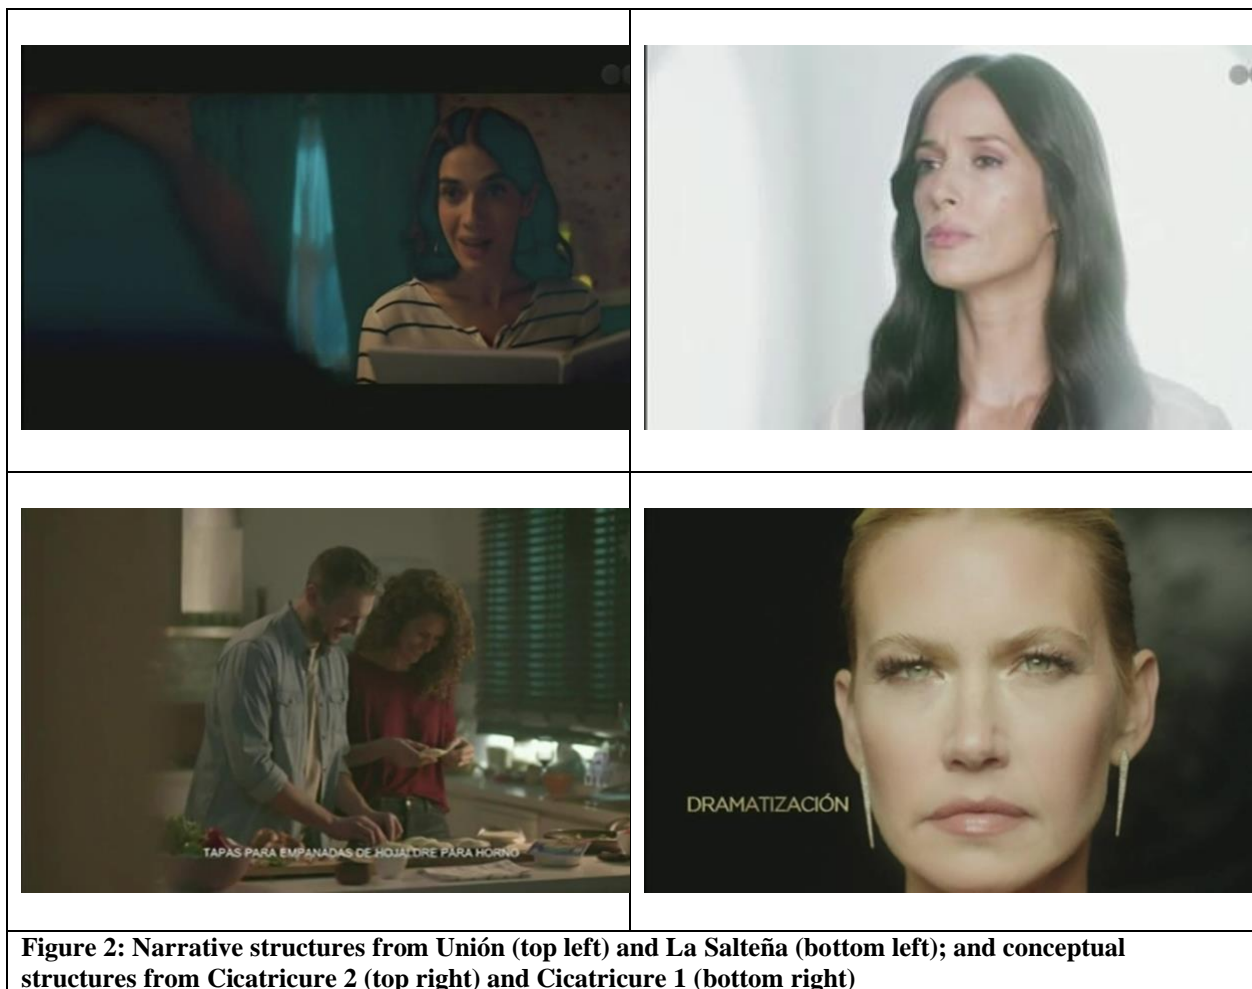 TAPAS PARA EMPANADAS DE HOJALDRE PARA HORNO
DRAMATIZACIÓN
Figure 2: Narrative structures from Unión (top left) and La Salteña (bottom left); and conceptual
structures from Cicatricure 2 (top right) and Cicatricure 1 (bottom right)